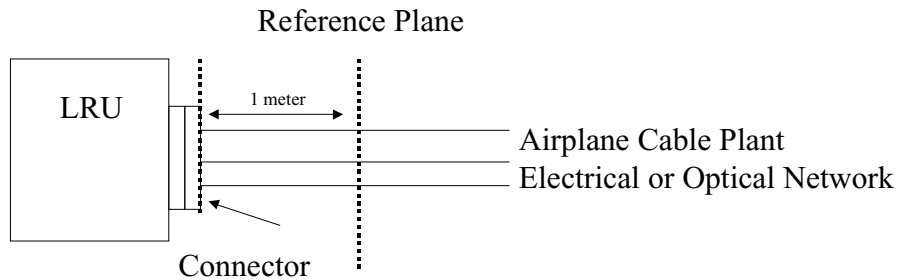 Reference Plane
LRU
1 meter
Airplane Cable Plant
Electrical or Optical Network
Connector